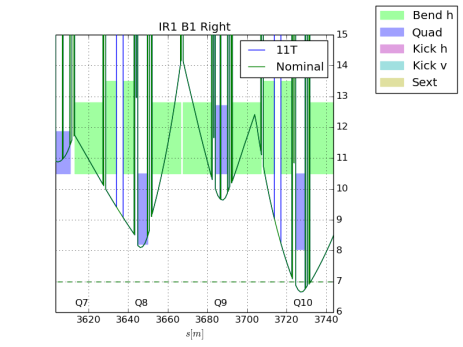 IR1 B1 Right
11T
Nominal
Bend h
Quad
Kick h
Kick v
Sext
15
14
13
12
11
10
9
8
7
6
Q7 Q8 Q9 Q10
3620 3640 3660 3680 3700 3720 3740
s[m]